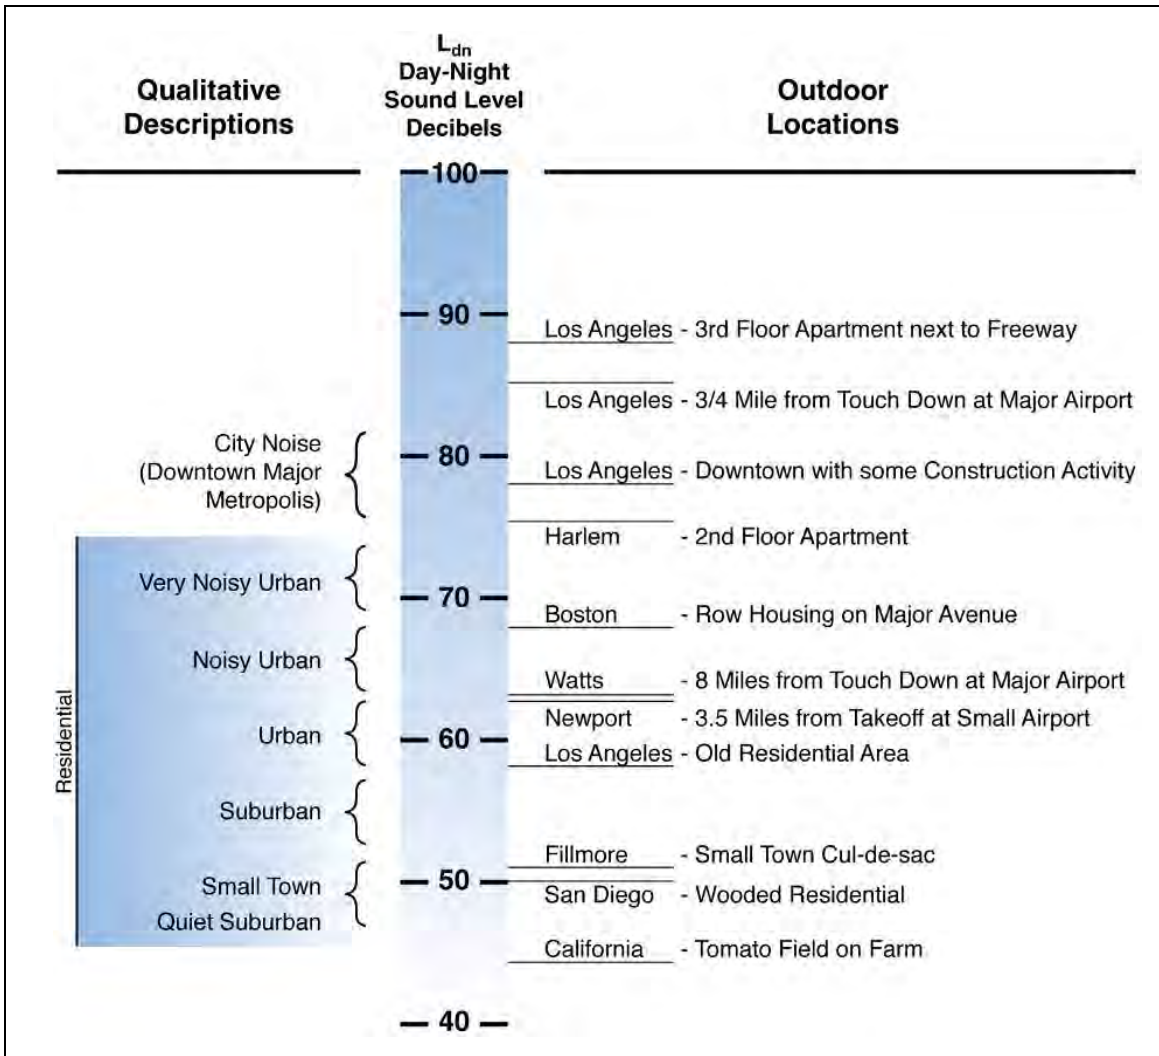 Qualitative
Descriptions
L_dn
Day-Night
Sound Level
Decibels
Outdoor
Locations
100
90
Los Angeles - 3rd Floor Apartment next to Freeway
Los Angeles - 3/4 Mile from Touch Down at Major Airport
City Noise
(Downtown Major
Metropolis)
80
Los Angeles - Downtown with some Construction Activity
Harlem - 2nd Floor Apartment
Very Noisy Urban
70
Boston - Row Housing on Major Avenue
Noisy Urban
Watts - 8 Miles from Touch Down at Major Airport
Newport - 3.5 Miles from Takeoff at Small Airport
Urban
60
Los Angeles - Old Residential Area
Residential
Suburban
Fillmore - Small Town Cul-de-sac
50
Small Town
San Diego - Wooded Residential
Quiet Suburban
California - Tomato Field on Farm
40